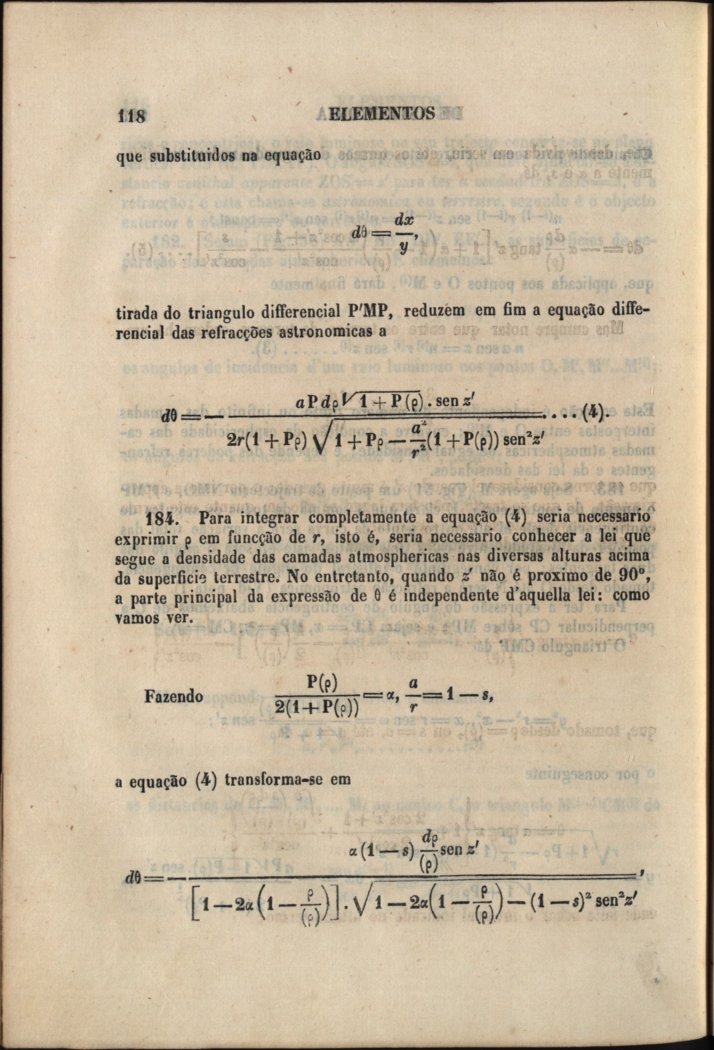 118 ELEMENTOS
que substituidos na equação
dθ = dx/y,
tirada do triangulo differencial P'MP, reduzem em fim a equação diffe-
rencial das refracções astronomicas a
dθ = — aPdρ√(1 + P(ρ)) . sen z' / 2r(1 + Pρ) √(1 + Pρ — a²/r² (1 + P(ρ)) sen²z') . . . . (4).
184. Para integrar completamente a equação (4) seria necessario
exprimir ρ em funcção de r, isto é, seria necessario conhecer a lei que
segue a densidade das camadas atmosphericas nas diversas alturas acima
da superficie terrestre. No entretanto, quando z' não é proximo de 90°,
a parte principal da expressão de θ é independente d'aquella lei: como
vamos ver.
Fazendo P(ρ)/2(1+P(ρ)) = α, a/r = 1 — s,
a equação (4) transforma-se em
dθ = — α(1 — s) dρ/(ρ) sen z' / [1 — 2α(1 — ρ/(ρ))] . √(1 — 2α(1 — ρ/(ρ)) — (1 — s)² sen²z') ,